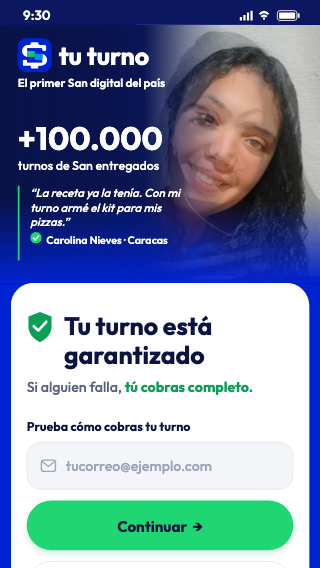 9:30
tu turno
El primer San digital del país
+100.000
turnos de San entregados
“La receta ya la tenía. Con mi
turno armé el kit para mis
pizzas.”
Carolina Nieves · Caracas
Tu turno está
garantizado
Si alguien falla, tú cobras completo.
Prueba cómo cobras tu turno
tucorreo@ejemplo.com
Continuar →